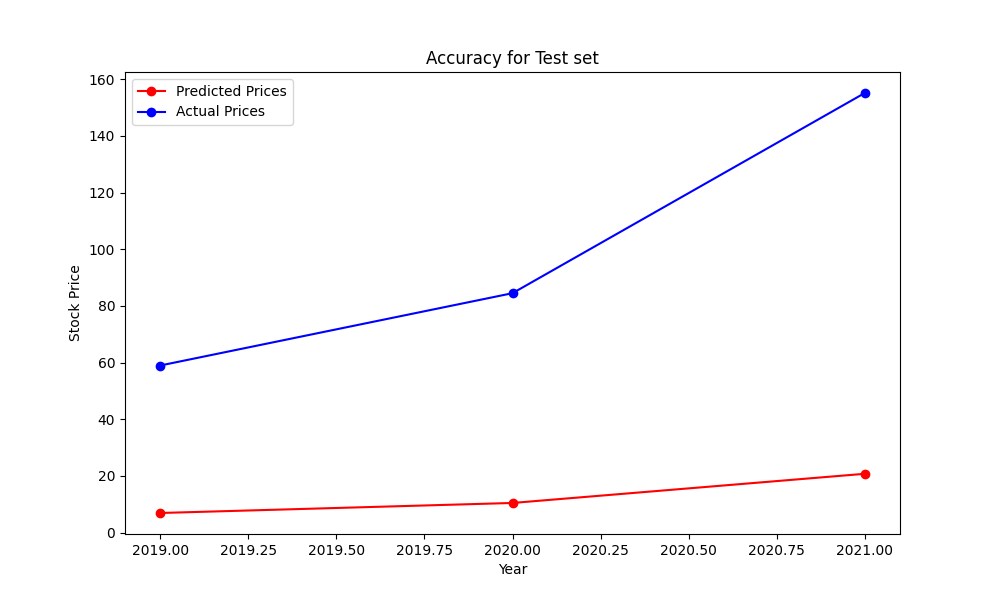 Accuracy for Test set
Predicted Prices
Actual Prices
160
140
120
100
80
60
40
20
0
Stock Price
2019.00 2019.25 2019.50 2019.75 2020.00 2020.25 2020.50 2020.75 2021.00
Year